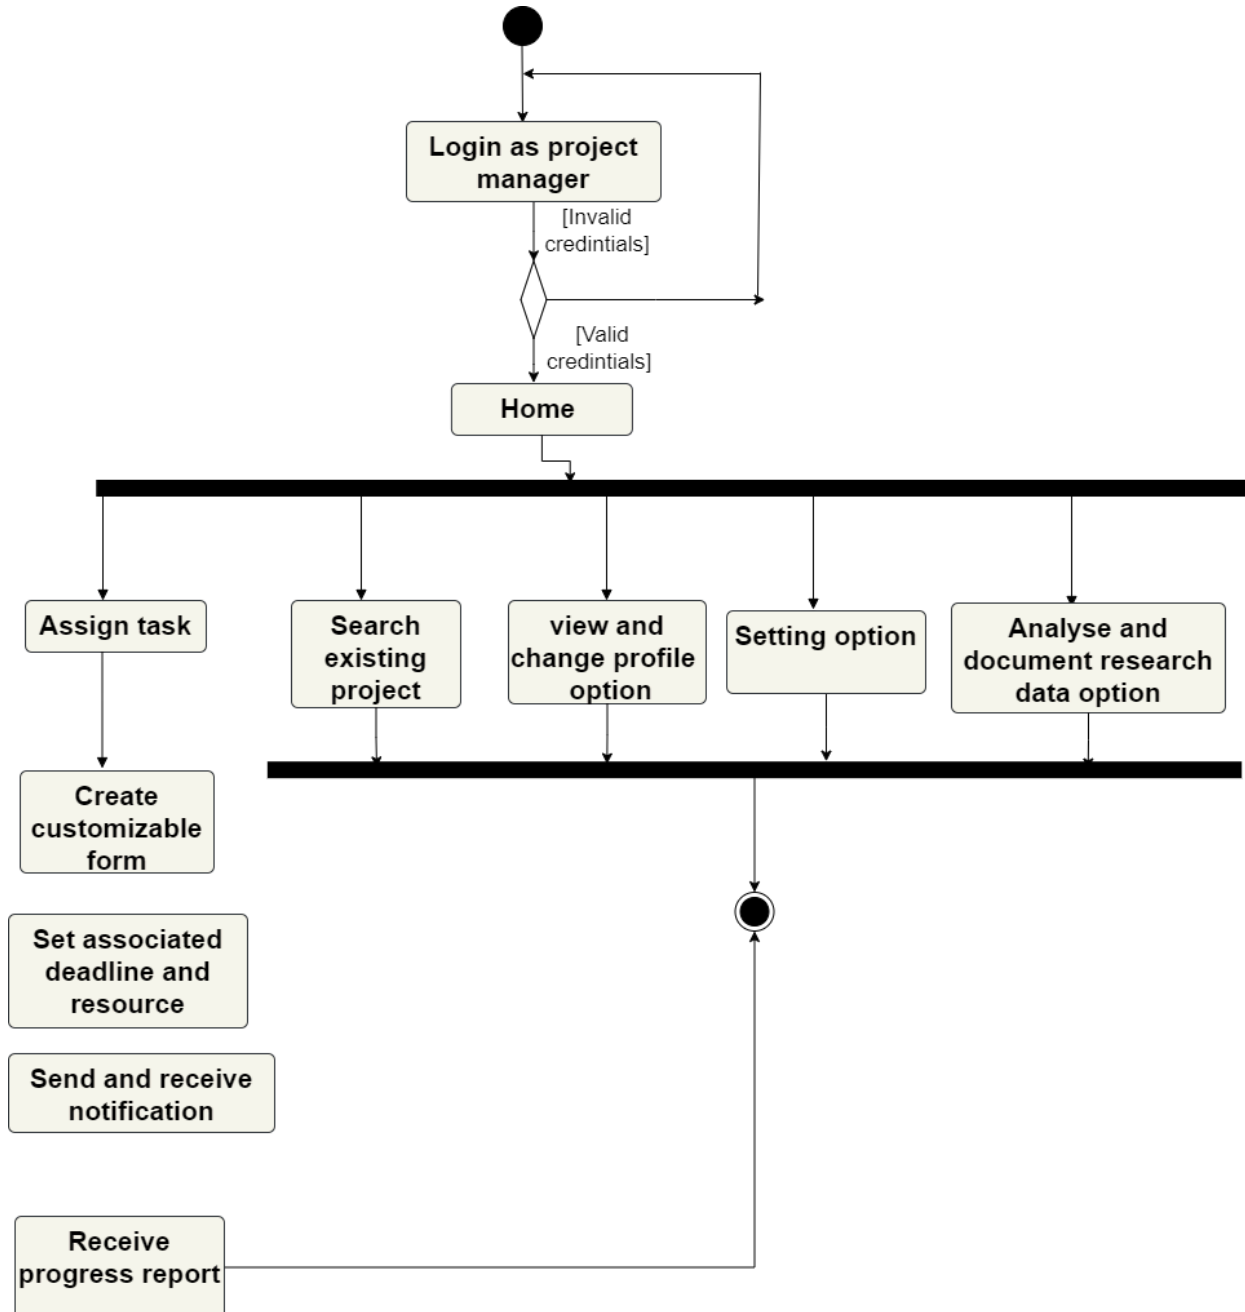 Login as project
manager
[Invalid
credintials]
[Valid
credintials]
Home
Assign task
Search
existing
project
view and
change profile
option
Setting option
Analyse and
document research
data option
Create
customizable
form
Set associated
deadline and
resource
Send and receive
notification
Receive
progress report